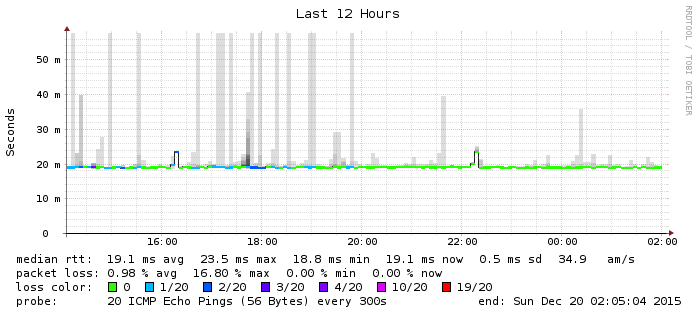 Last 12 Hours
RRDTOOL / TOBI OETIKER
Seconds
50 m
40 m
30 m
20 m
10 m
0
16:00 18:00 20:00 22:00 00:00 02:00
median rtt: 19.1 ms avg 23.5 ms max 18.8 ms min 19.1 ms now 0.5 ms sd 34.9 am/s
packet loss: 0.98 % avg 16.80 % max 0.00 % min 0.00 % now
loss color: 0 1/20 2/20 3/20 4/20 10/20 19/20
probe: 20 ICMP Echo Pings (56 Bytes) every 300s end: Sun Dec 20 02:05:04 2015